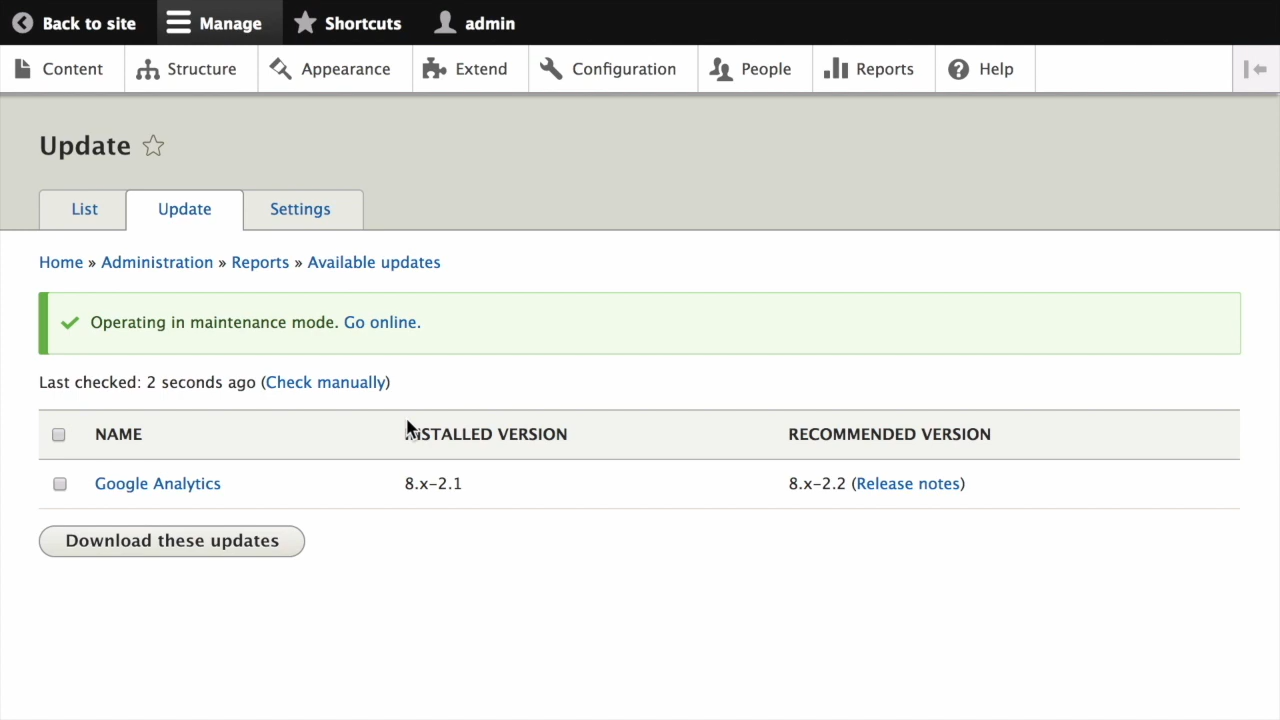 Back to site Manage Shortcuts admin
Content Structure Appearance Extend Configuration People Reports Help
Update
List Update Settings
Home » Administration » Reports » Available updates
Operating in maintenance mode. Go online.
Last checked: 2 seconds ago (Check manually)
NAME INSTALLED VERSION RECOMMENDED VERSION
Google Analytics 8.x-2.1 8.x-2.2 (Release notes)
Download these updates